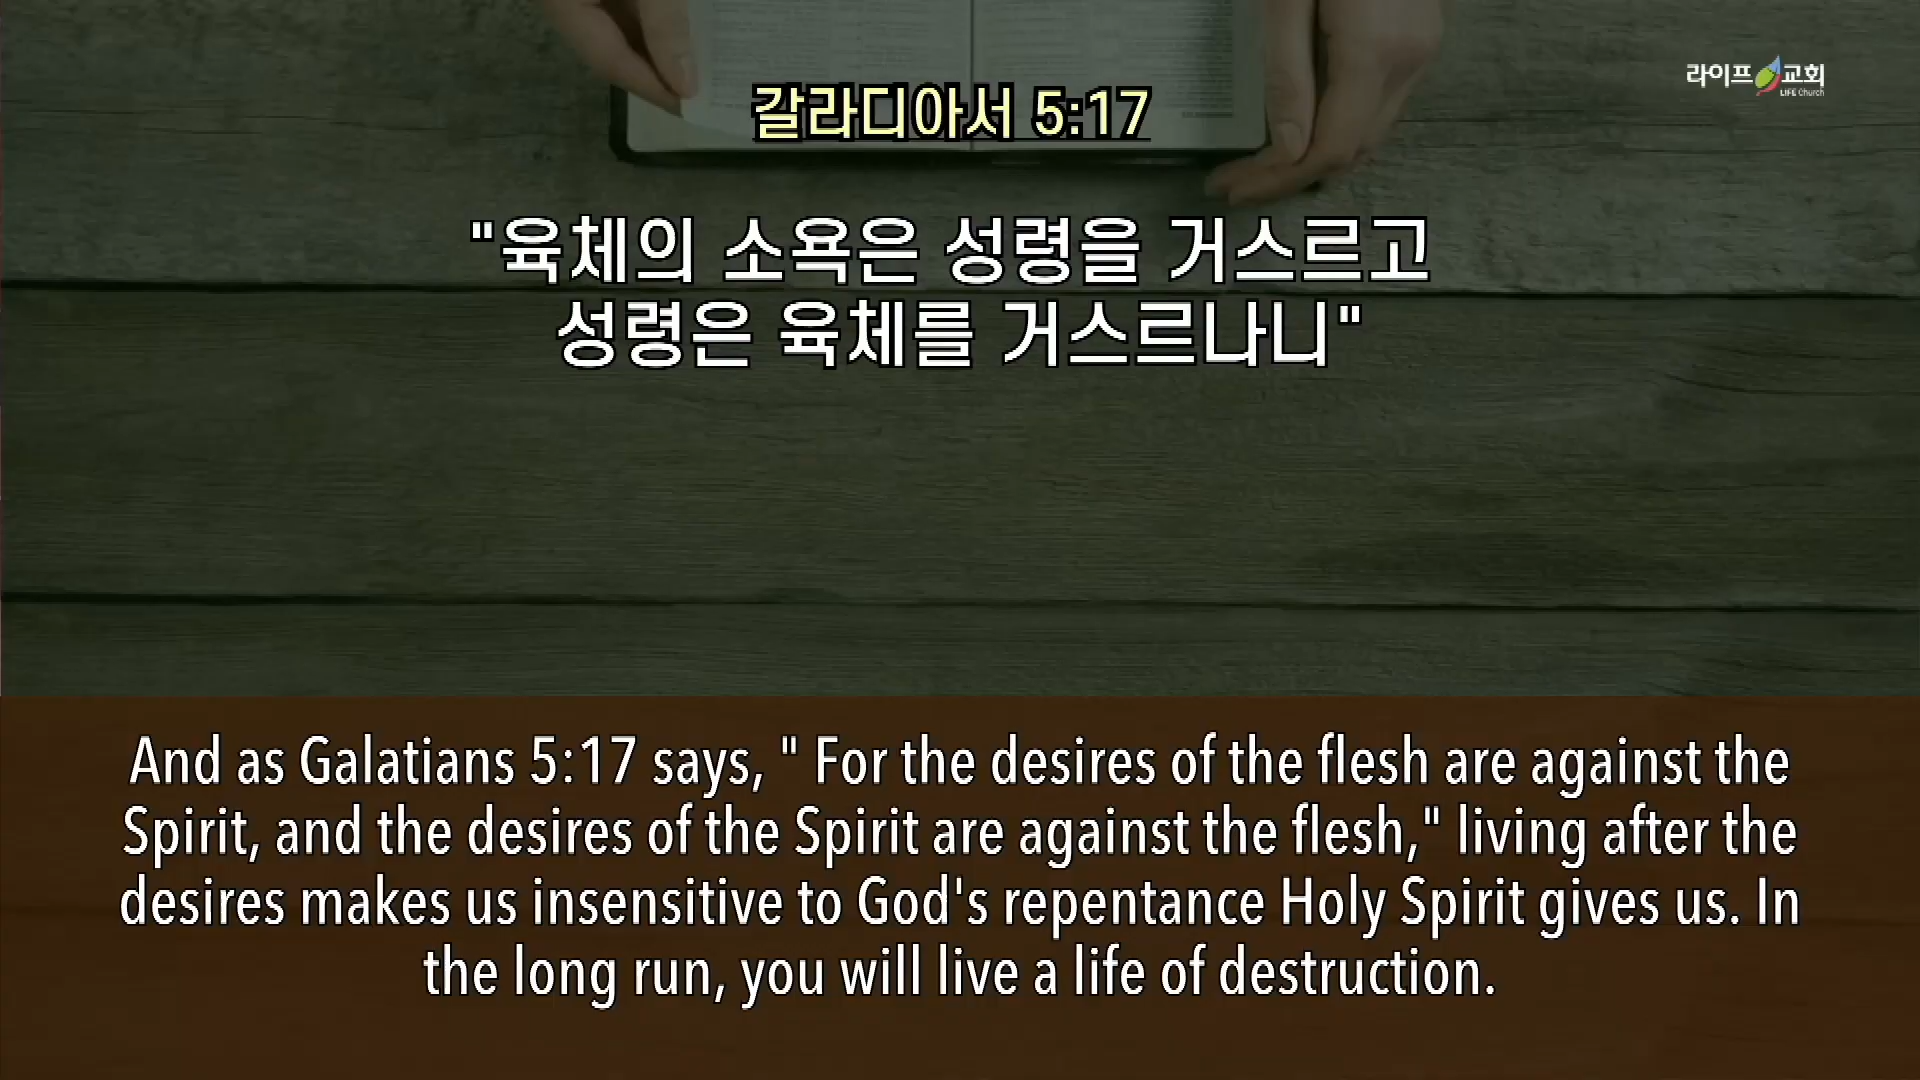 라이프 교회
LIFE Church
갈라디아서 5:17
"육체의 소욕은 성령을 거스르고
성령은 육체를 거스르나니"
And as Galatians 5:17 says, " For the desires of the flesh are against the
Spirit, and the desires of the Spirit are against the flesh," living after the
desires makes us insensitive to God's repentance Holy Spirit gives us. In
the long run, you will live a life of destruction.